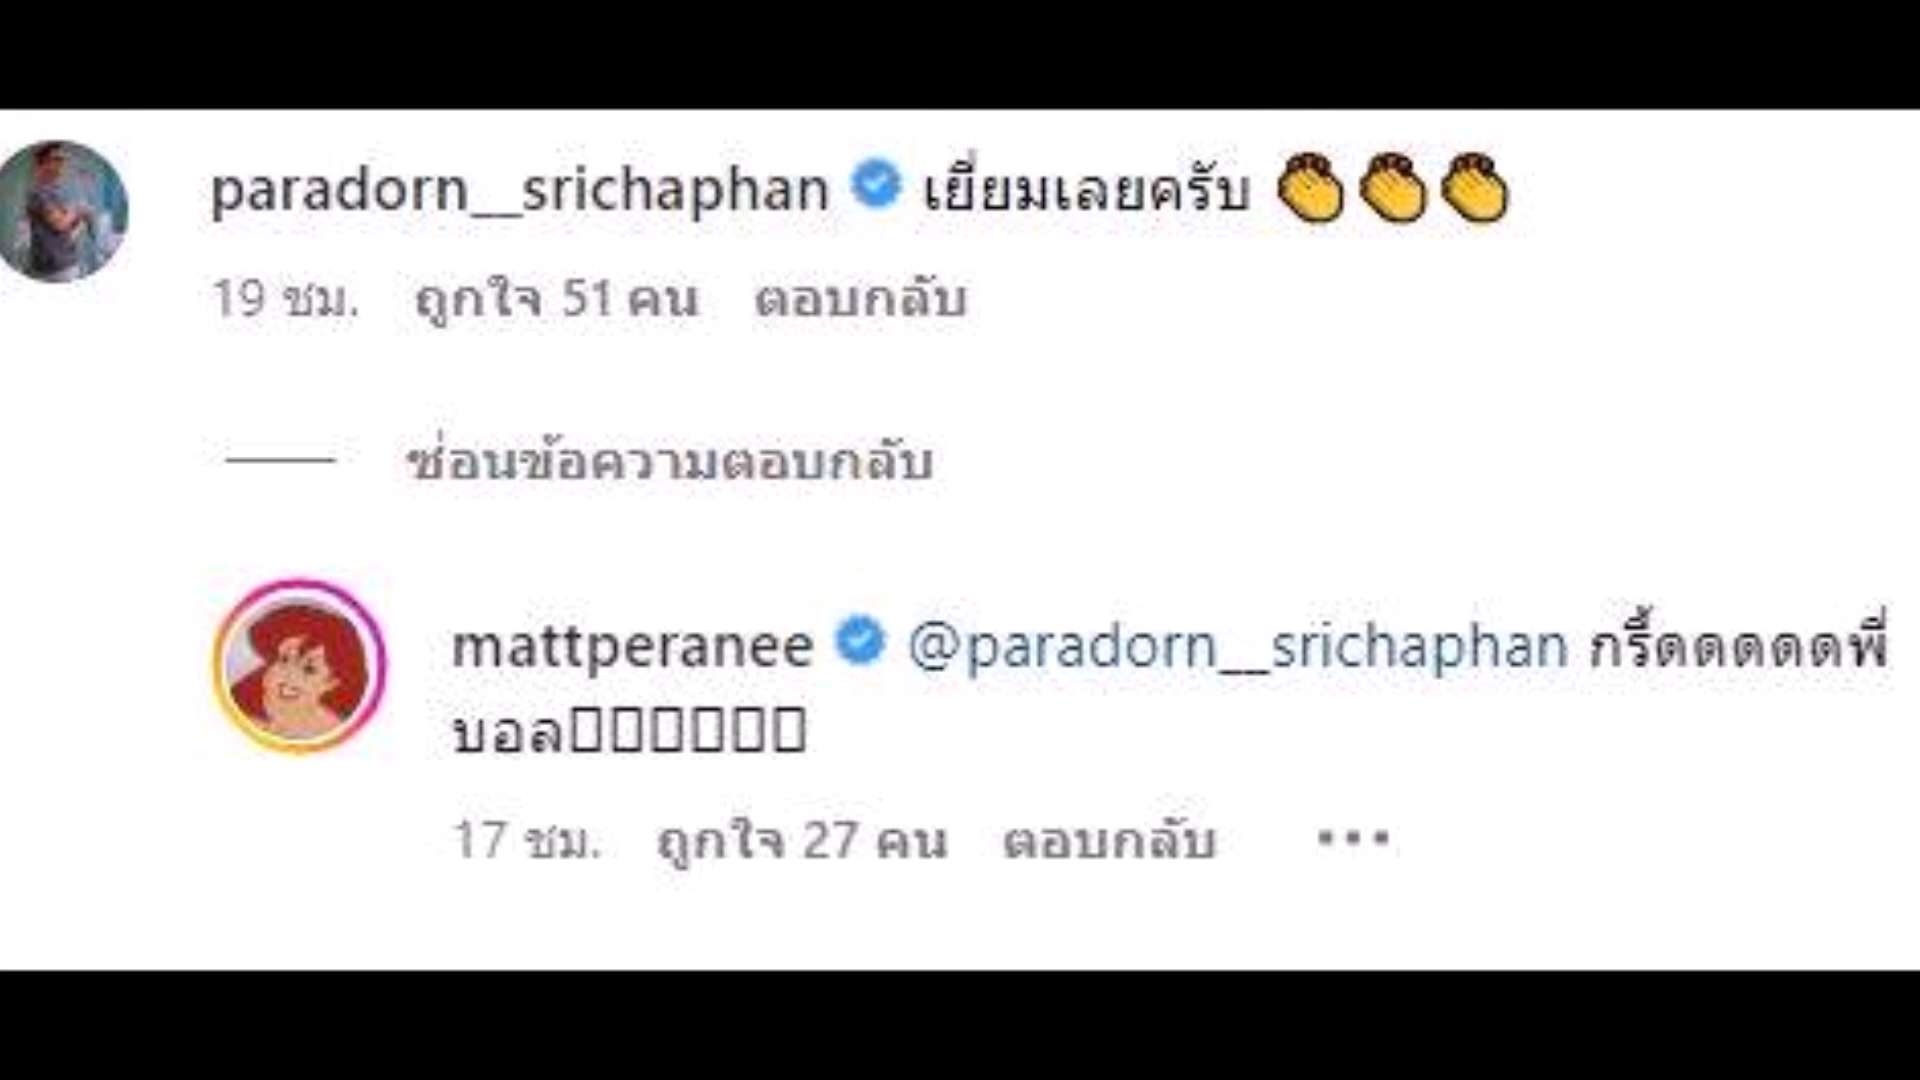 paradorn__srichaphan เยี่ยมเลยครับ 👏👏👏
19 ชม. ถูกใจ 51 คน ตอบกลับ
ซ่อนข้อความตอบกลับ
mattperanee @paradorn__srichaphan กรี้ดดดดดพี่
บอล▯▯▯▯▯▯
17 ชม. ถูกใจ 27 คน ตอบกลับ •••